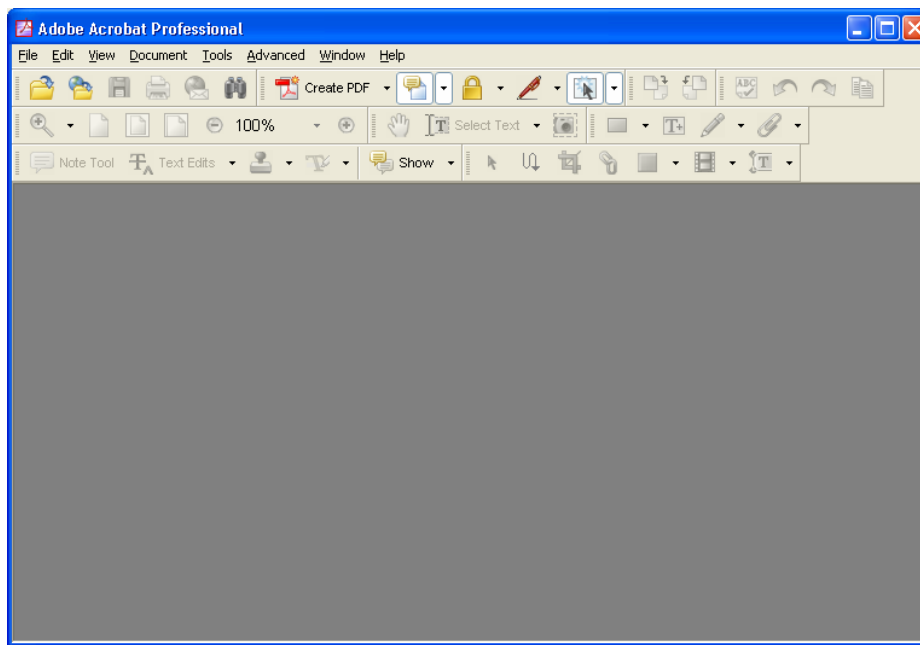 Adobe Acrobat Professional
File Edit View Document Tools Advanced Window Help
Create PDF
100% Select Text
Note Tool Text Edits Show